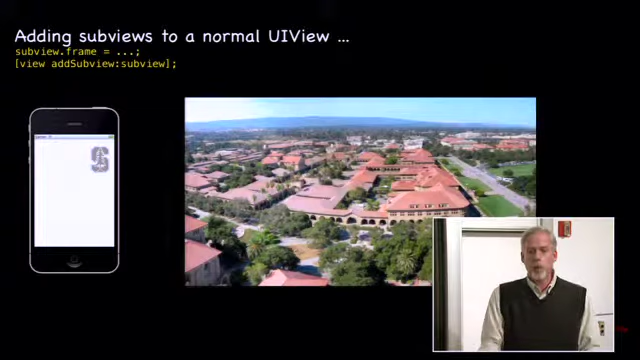 Adding subviews to a normal UIView ...
subview.frame = ...;
[view addSubview:subview];
S